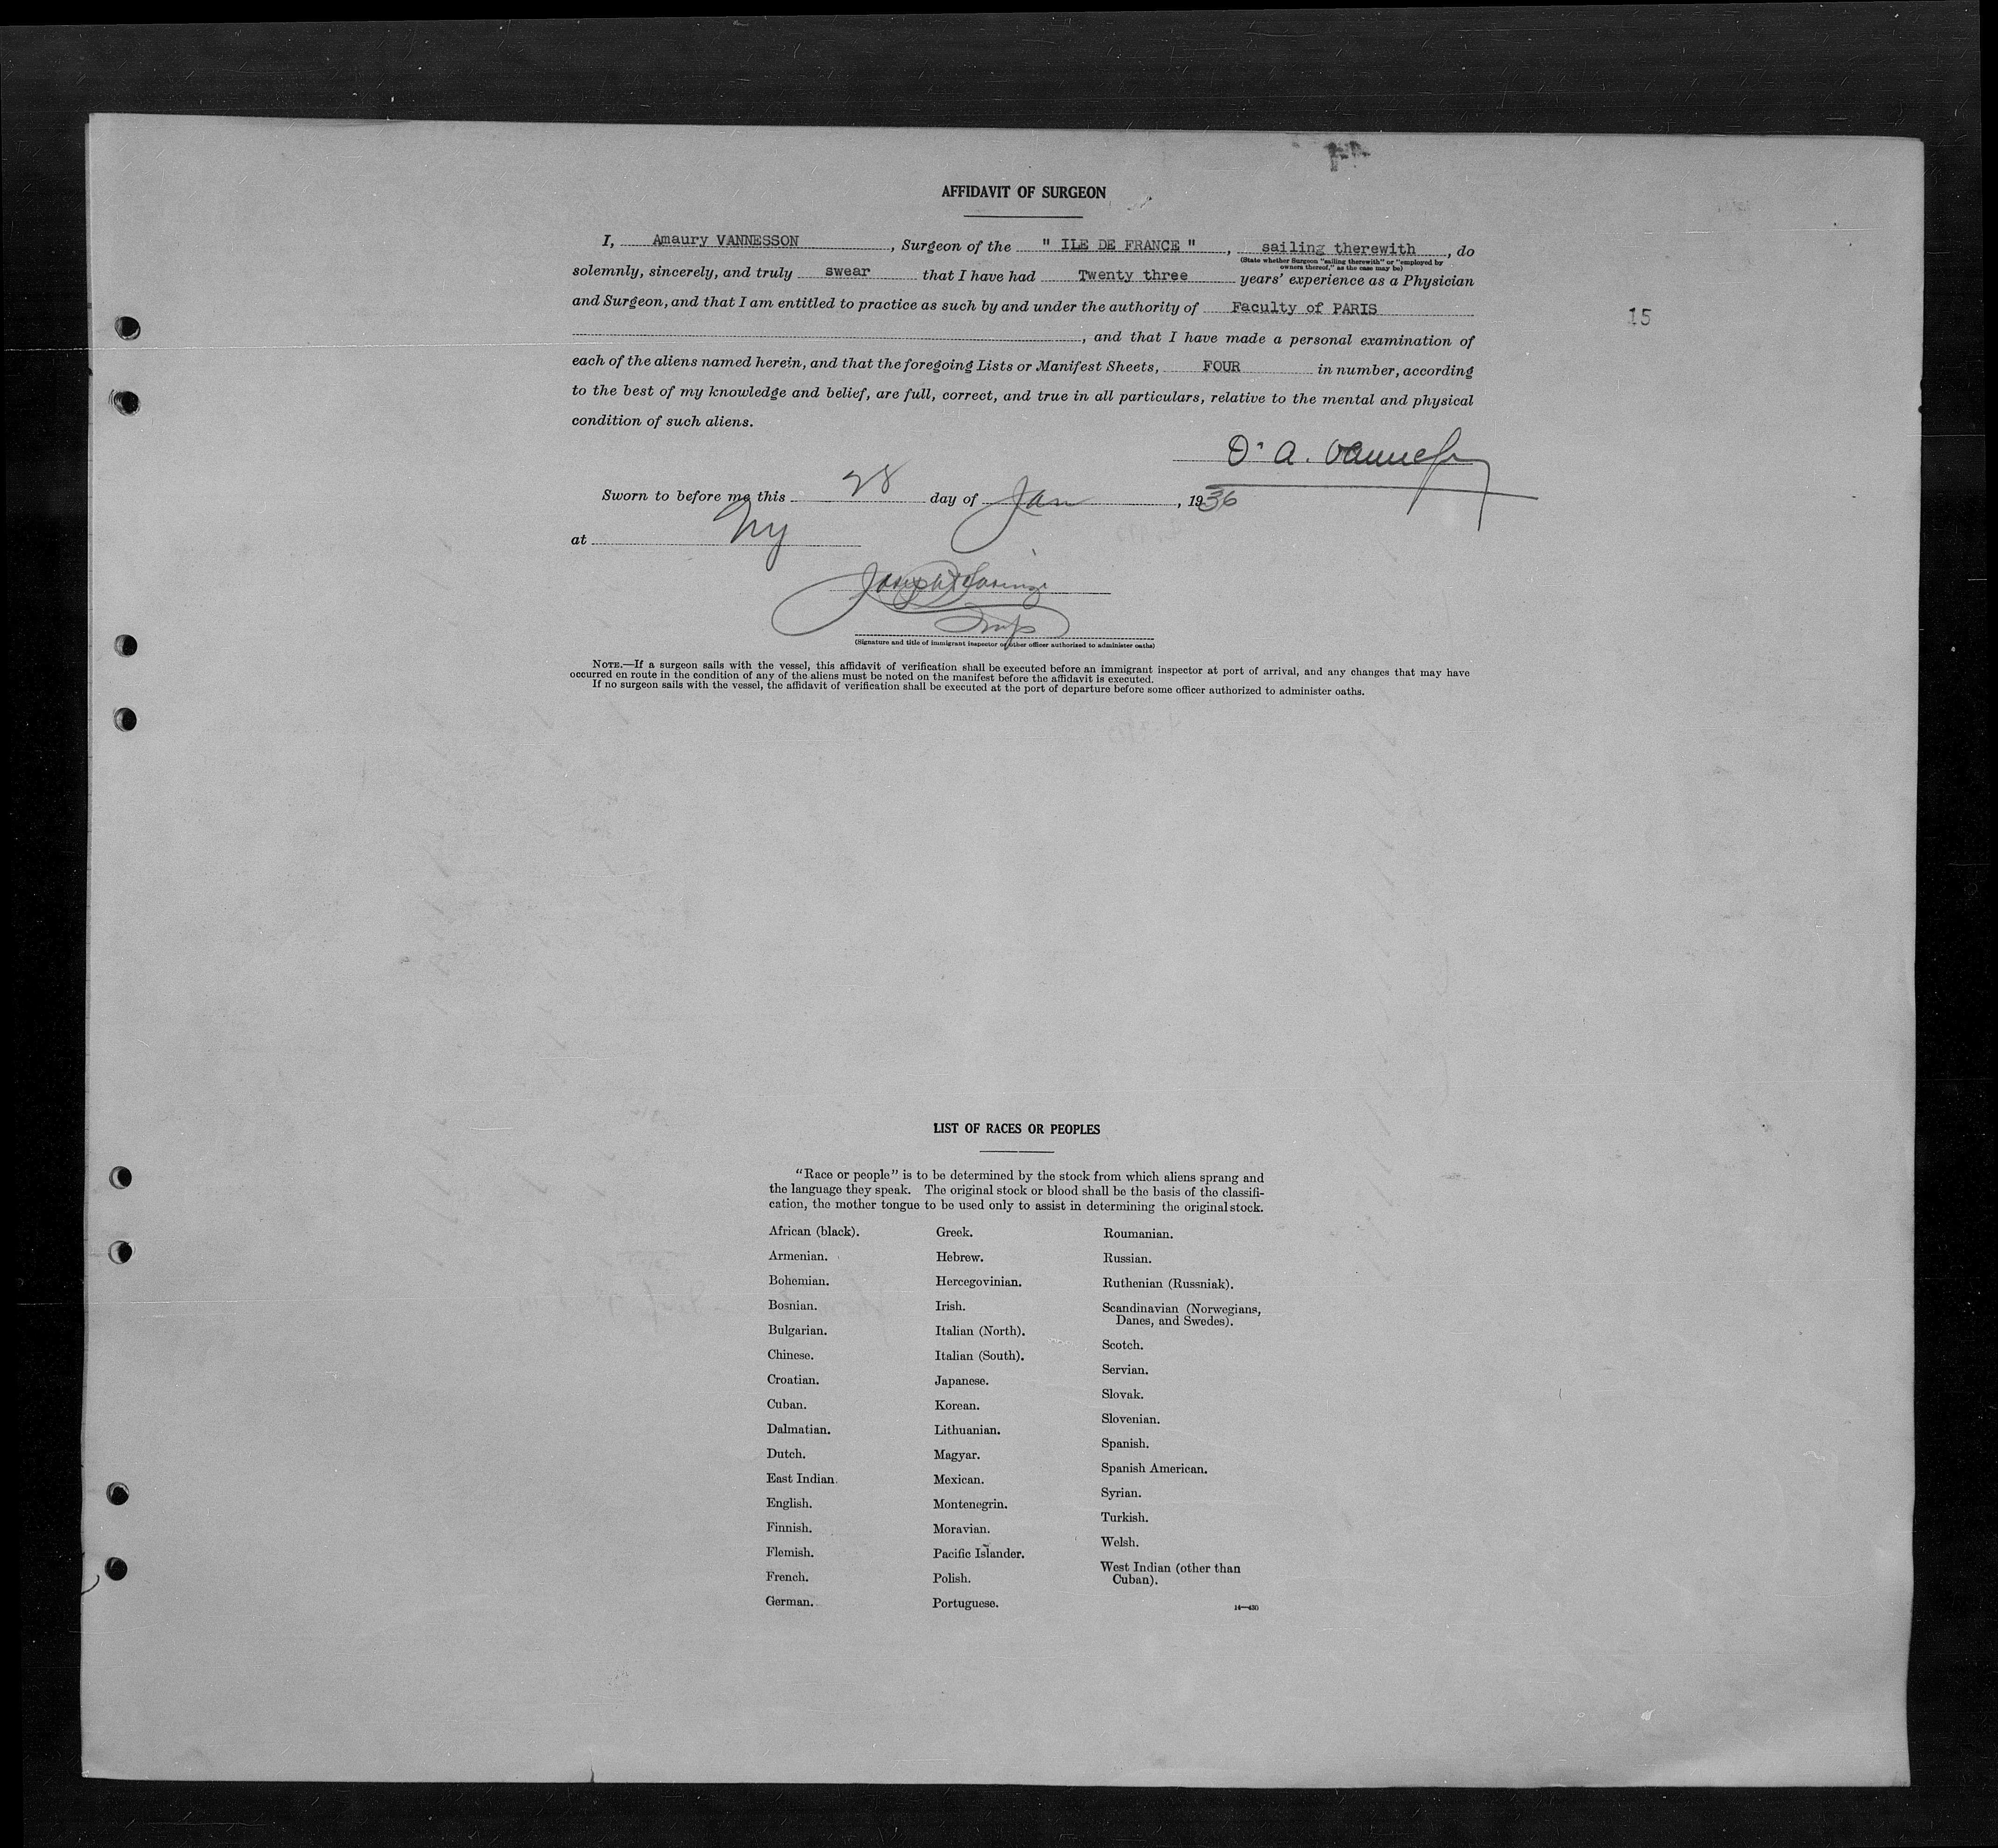 AFFIDAVIT OF SURGEON
I, Amaury VANNESSON, Surgeon of the " ILE DE FRANCE ", sailing therewith, do
(State whether Surgeon "sailing therewith" or "employed by
owners thereof," as the case may be)
solemnly, sincerely, and truly swear that I have had Twenty three years' experience as a Physician
and Surgeon, and that I am entitled to practice as such by and under the authority of Faculty of PARIS
, and that I have made a personal examination of
15
each of the aliens named herein, and that the foregoing Lists or Manifest Sheets, FOUR in number, according
to the best of my knowledge and belief, are full, correct, and true in all particulars, relative to the mental and physical
condition of such aliens.
Dr A. Vannesson
Sworn to before me this 28 day of Jan, 1936
at Ny
Joseph
Insp
(Signature and title of immigrant inspector or other officer authorized to administer oaths)
NOTE.—If a surgeon sails with the vessel, this affidavit of verification shall be executed before an immigrant inspector at port of arrival, and any changes that may have
occurred en route in the condition of any of the aliens must be noted on the manifest before the affidavit is executed.
If no surgeon sails with the vessel, the affidavit of verification shall be executed at the port of departure before some officer authorized to administer oaths.
LIST OF RACES OR PEOPLES
"Race or people" is to be determined by the stock from which aliens sprang and
the language they speak. The original stock or blood shall be the basis of the classifi-
cation, the mother tongue to be used only to assist in determining the original stock.
African (black).
Armenian.
Bohemian.
Bosnian.
Bulgarian.
Chinese.
Croatian.
Cuban.
Dalmatian.
Dutch.
East Indian.
English.
Finnish.
Flemish.
French.
German.
Greek.
Hebrew.
Hercegovinian.
Irish.
Italian (North).
Italian (South).
Japanese.
Korean.
Lithuanian.
Magyar.
Mexican.
Montenegrin.
Moravian.
Pacific Islander.
Polish.
Portuguese.
Roumanian.
Russian.
Ruthenian (Russniak).
Scandinavian (Norwegians,
Danes, and Swedes).
Scotch.
Servian.
Slovak.
Slovenian.
Spanish.
Spanish American.
Syrian.
Turkish.
Welsh.
West Indian (other than
Cuban).
14—430